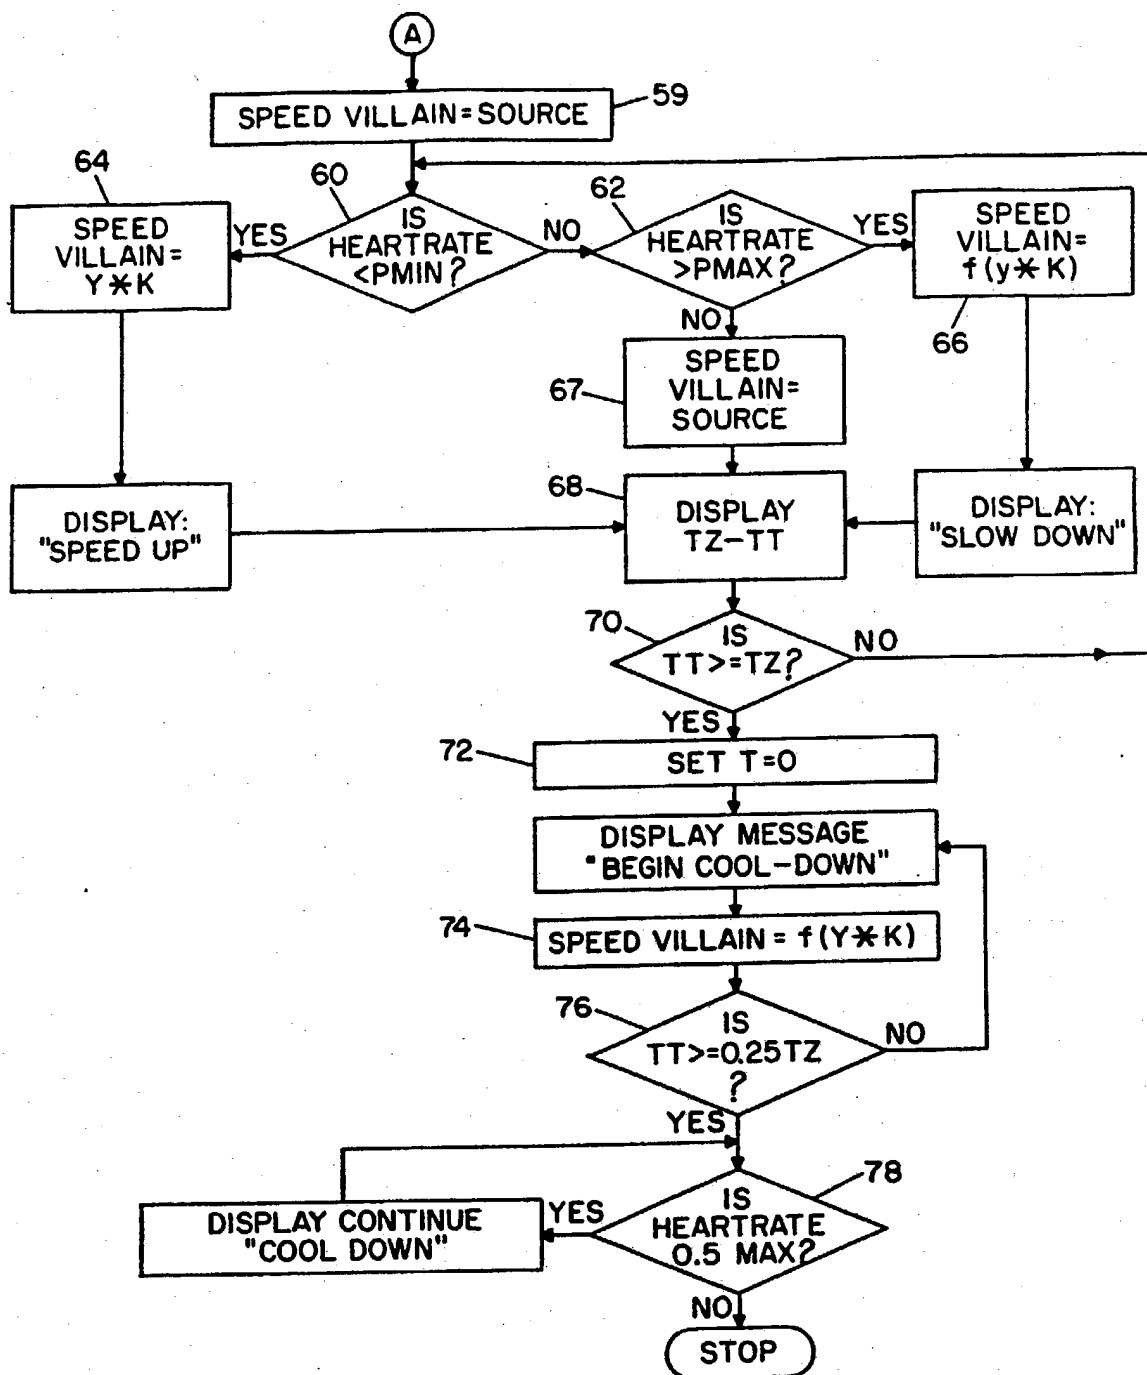 A
SPEED VILLAIN=SOURCE
59
64
SPEED
VILLAIN=
Y*K
YES
60
IS
HEARTRATE
<PMIN?
NO
62
IS
HEARTRATE
>PMAX?
YES
SPEED
VILLAIN=
f(y*K)
66
NO
67
SPEED
VILLAIN=
SOURCE
DISPLAY:
"SPEED UP"
68
DISPLAY
TZ-TT
DISPLAY:
"SLOW DOWN"
70
IS
TT>=TZ?
NO
YES
72
SET T=0
DISPLAY MESSAGE
"BEGIN COOL-DOWN"
74
SPEED VILLAIN = f(Y*K)
76
IS
TT>=0.25TZ
?
NO
YES
78
IS
HEARTRATE
0.5 MAX?
YES
DISPLAY CONTINUE
"COOL DOWN"
NO
STOP